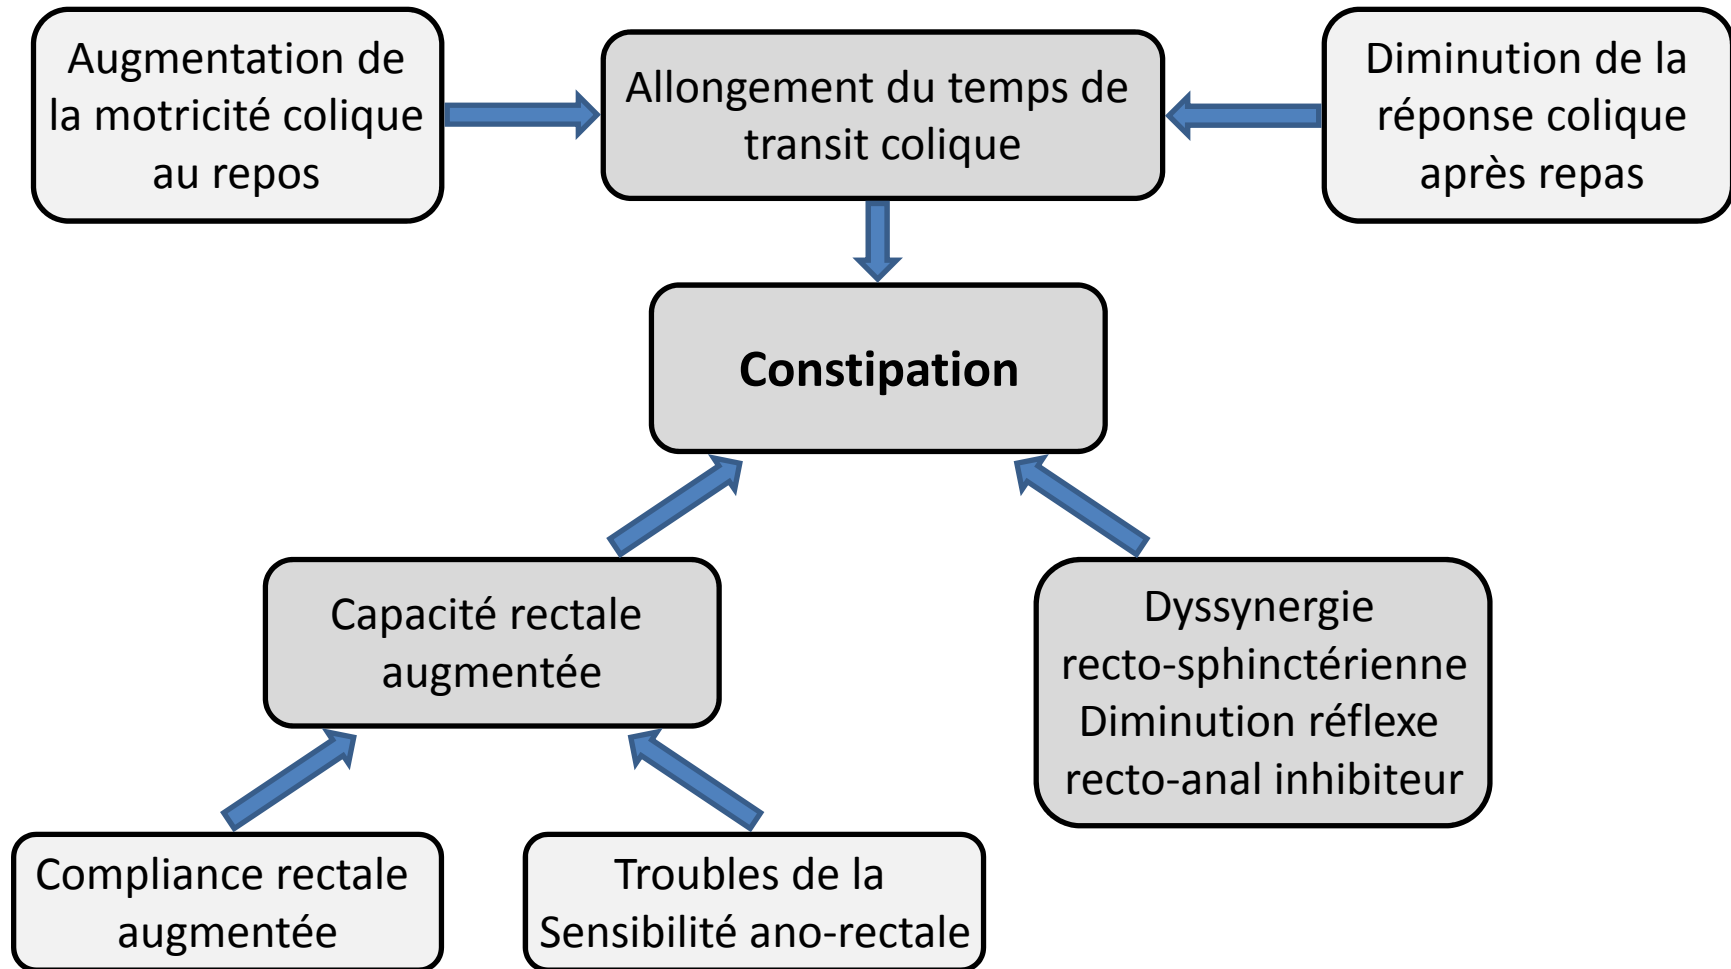 Augmentation de
la motricité colique
au repos
Allongement du temps de
transit colique
Diminution de la
réponse colique
après repas
Constipation
Capacité rectale
augmentée
Dyssynergie
recto-sphinctérienne
Diminution réflexe
recto-anal inhibiteur
Compliance rectale
augmentée
Troubles de la
Sensibilité ano-rectale